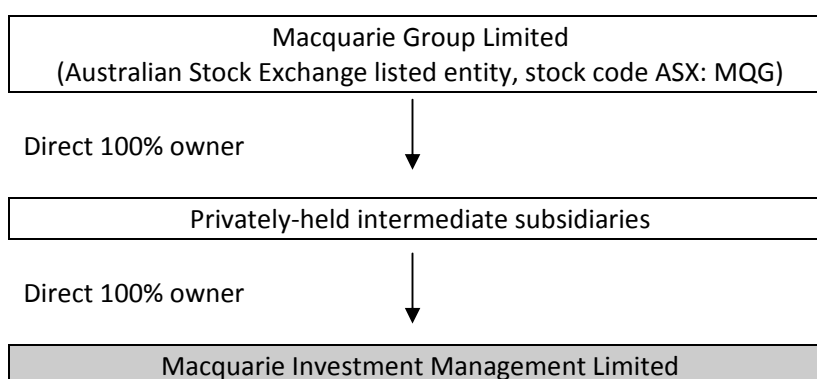 Macquarie Group Limited
(Australian Stock Exchange listed entity, stock code ASX: MQG)
Direct 100% owner
Privately-held intermediate subsidiaries
Direct 100% owner
Macquarie Investment Management Limited